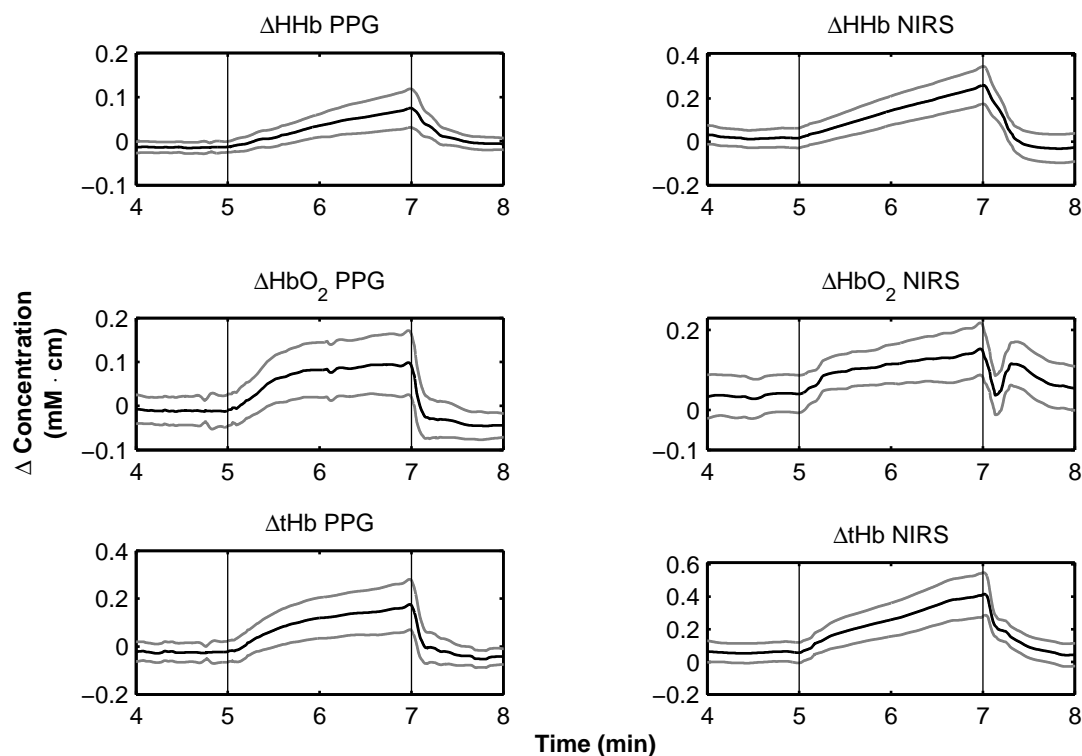 ΔHHb PPG
0.2
0.1
0
−0.1
4 5 6 7 8
ΔHHb NIRS
0.4
0.2
0
−0.2
4 5 6 7 8
Δ Concentration
(mM · cm)
ΔHbO2 PPG
0.2
0.1
0
−0.1
4 5 6 7 8
ΔHbO2 NIRS
0.2
0
−0.1
4 5 6 7 8
ΔtHb PPG
0.4
0.2
0
−0.2
4 5 6 7 8
ΔtHb NIRS
0.6
0.4
0.2
0
−0.2
4 5 6 7 8
Time (min)